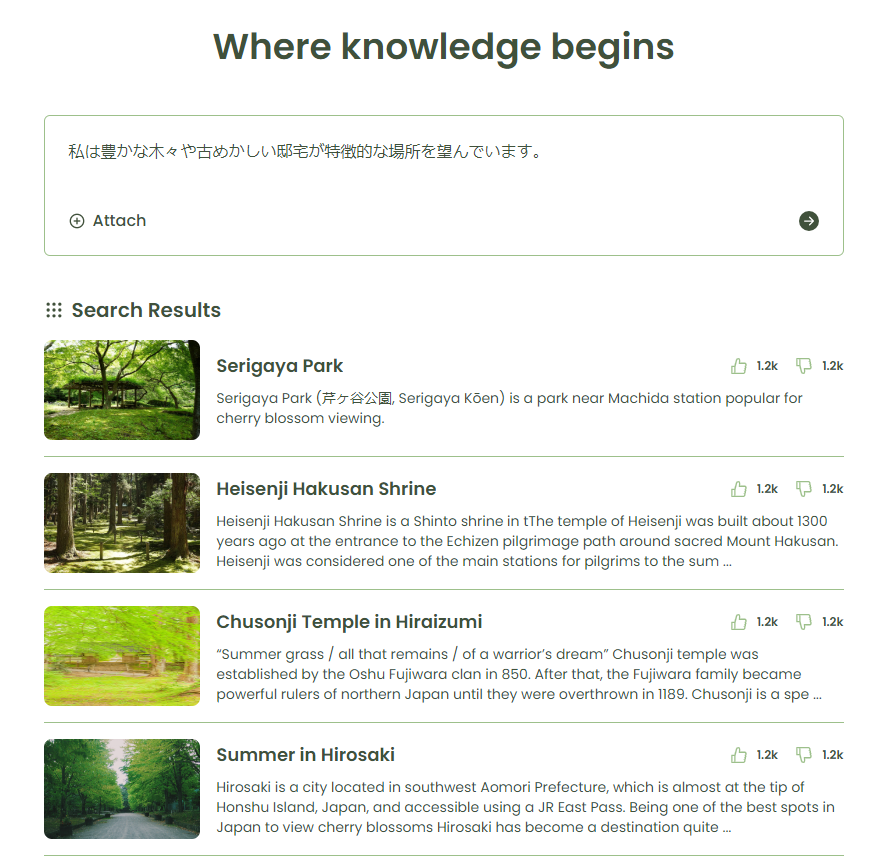 Where knowledge begins
私は豊かな木々や古めかしい邸宅が特徴的な場所を望んでいます。
Attach
Search Results
Serigaya Park
1.2k
1.2k
Serigaya Park (芹ヶ谷公園, Serigaya Kōen) is a park near Machida station popular for
cherry blossom viewing.
Heisenji Hakusan Shrine
1.2k
1.2k
Heisenji Hakusan Shrine is a Shinto shrine in tThe temple of Heisenji was built about 1300
years ago at the entrance to the Echizen pilgrimage path around sacred Mount Hakusan.
Heisenji was considered one of the main stations for pilgrims to the sum ...
Chusonji Temple in Hiraizumi
1.2k
1.2k
“Summer grass / all that remains / of a warrior’s dream” Chusonji temple was
established by the Oshu Fujiwara clan in 850. After that, the Fujiwara family became
powerful rulers of northern Japan until they were overthrown in 1189. Chusonji is a spe ...
Summer in Hirosaki
1.2k
1.2k
Hirosaki is a city located in southwest Aomori Prefecture, which is almost at the tip of
Honshu Island, Japan, and accessible using a JR East Pass. Being one of the best spots in
Japan to view cherry blossoms Hirosaki has become a destination quite ...